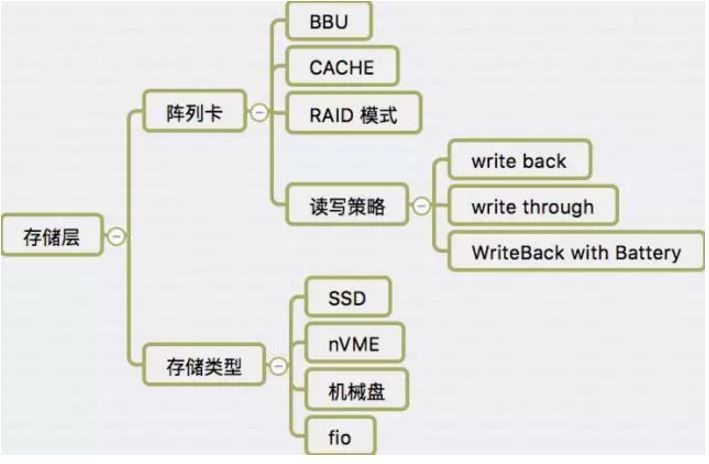 存储层
阵列卡
BBU
CACHE
RAID 模式
读写策略
write back
write through
WriteBack with Battery
存储类型
SSD
nVME
机械盘
fio